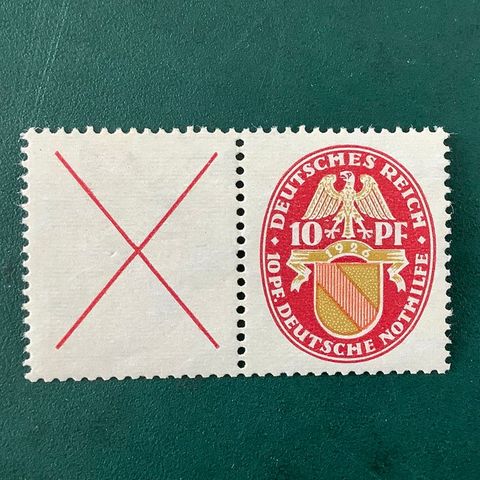 DEUTSCHES REICH
10 PF
1926
10 PF. DEUTSCHE NOTHILFE